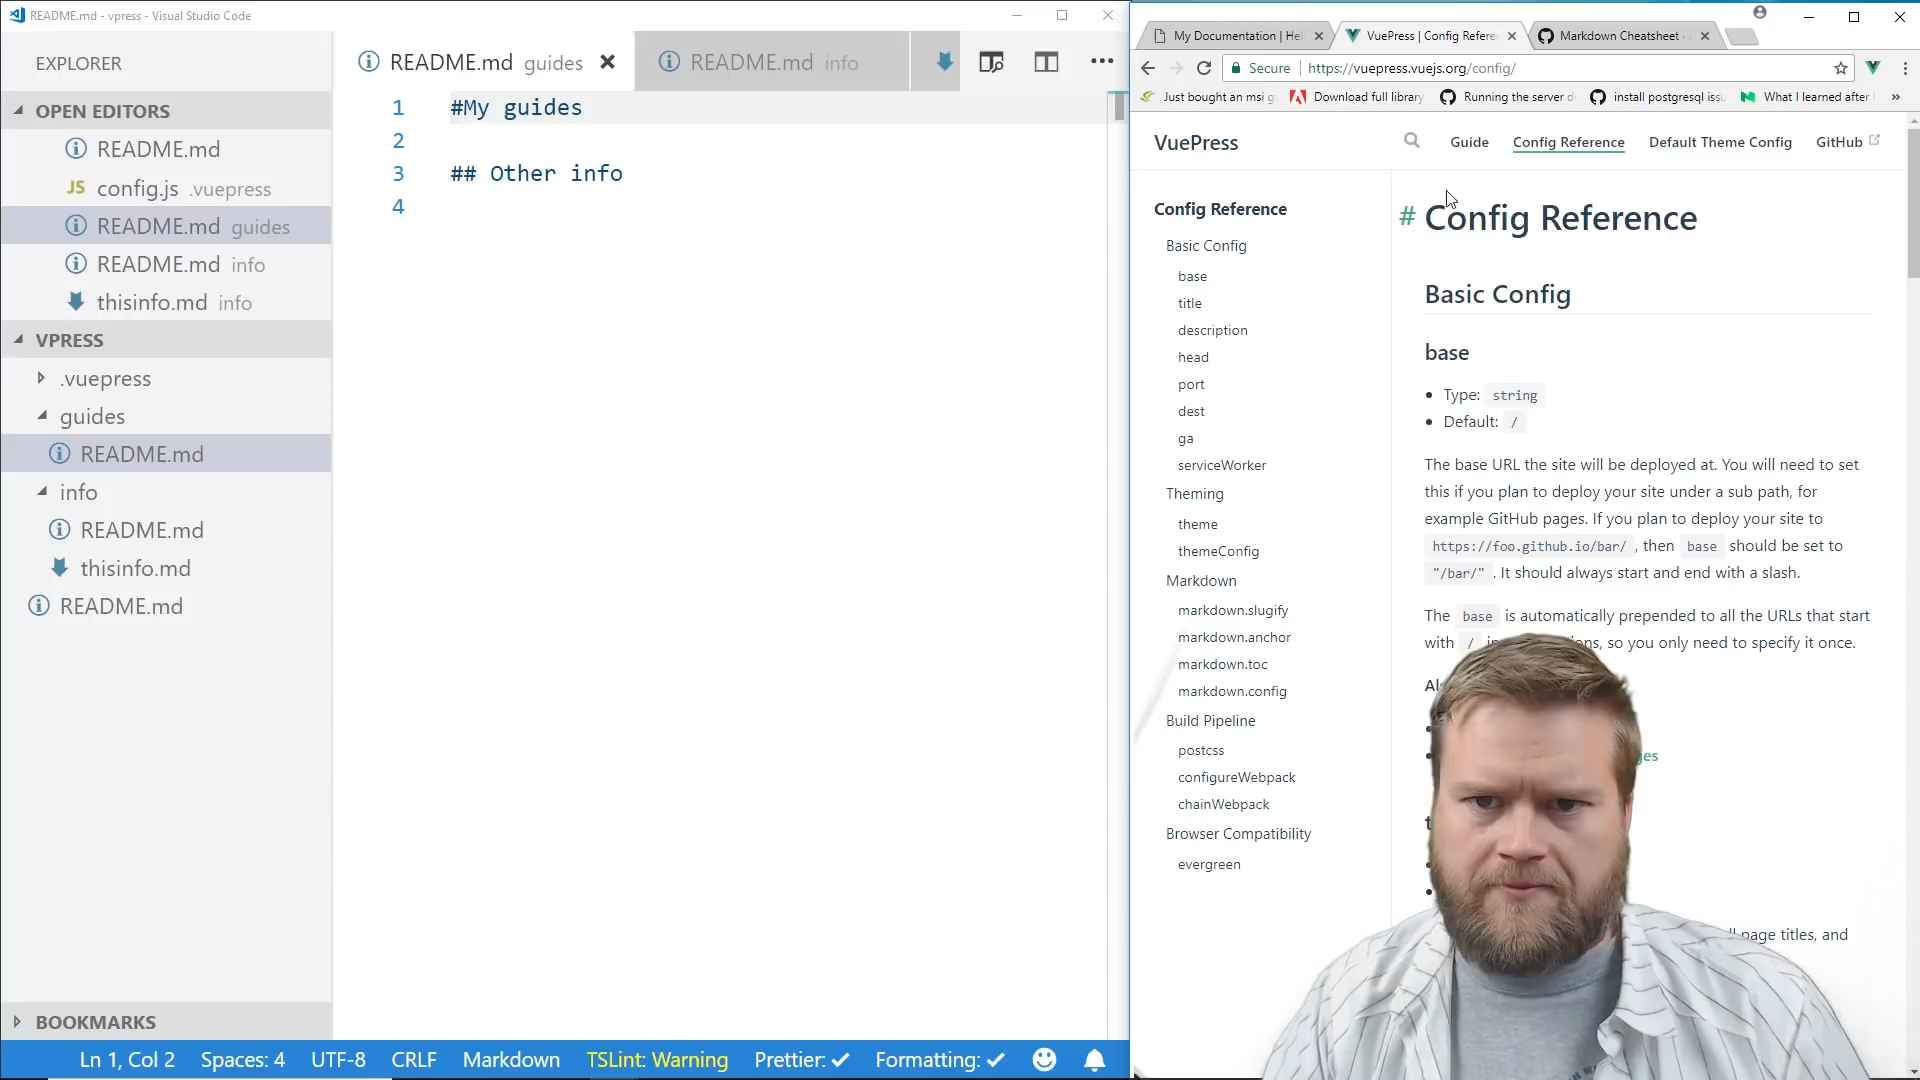 README.md - vpress - Visual Studio Code
EXPLORER
OPEN EDITORS
README.md
JS config.js .vuepress
README.md guides
README.md info
thisinfo.md info
VPRESS
.vuepress
guides
README.md
info
README.md
thisinfo.md
README.md
BOOKMARKS
README.md guides
README.md info
1 #My guides
2
3 ## Other info
4
Ln 1, Col 2 Spaces: 4 UTF-8 CRLF Markdown TSLint: Warning Prettier: Formatting:
My Documentation | Hel
VuePress | Config Refere
Markdown Cheatsheet ·
Secure https://vuepress.vuejs.org/config/
Just bought an msi g
Download full library
Running the server d
install postgresql issu
What I learned after
»
VuePress
Guide Config Reference Default Theme Config GitHub
Config Reference
Basic Config
base
title
description
head
port
dest
ga
serviceWorker
Theming
theme
themeConfig
Markdown
markdown.slugify
markdown.anchor
markdown.toc
markdown.config
Build Pipeline
postcss
configureWebpack
chainWebpack
Browser Compatibility
evergreen
# Config Reference
Basic Config
base
• Type: string
• Default: /
The base URL the site will be deployed at. You will need to set
this if you plan to deploy your site under a sub path, for
example GitHub pages. If you plan to deploy your site to
https://foo.github.io/bar/ , then base should be set to
"/bar/" . It should always start and end with a slash.
The base is automatically prepended to all the URLs that start
with / in ons, so you only need to specify it once.
page titles, and